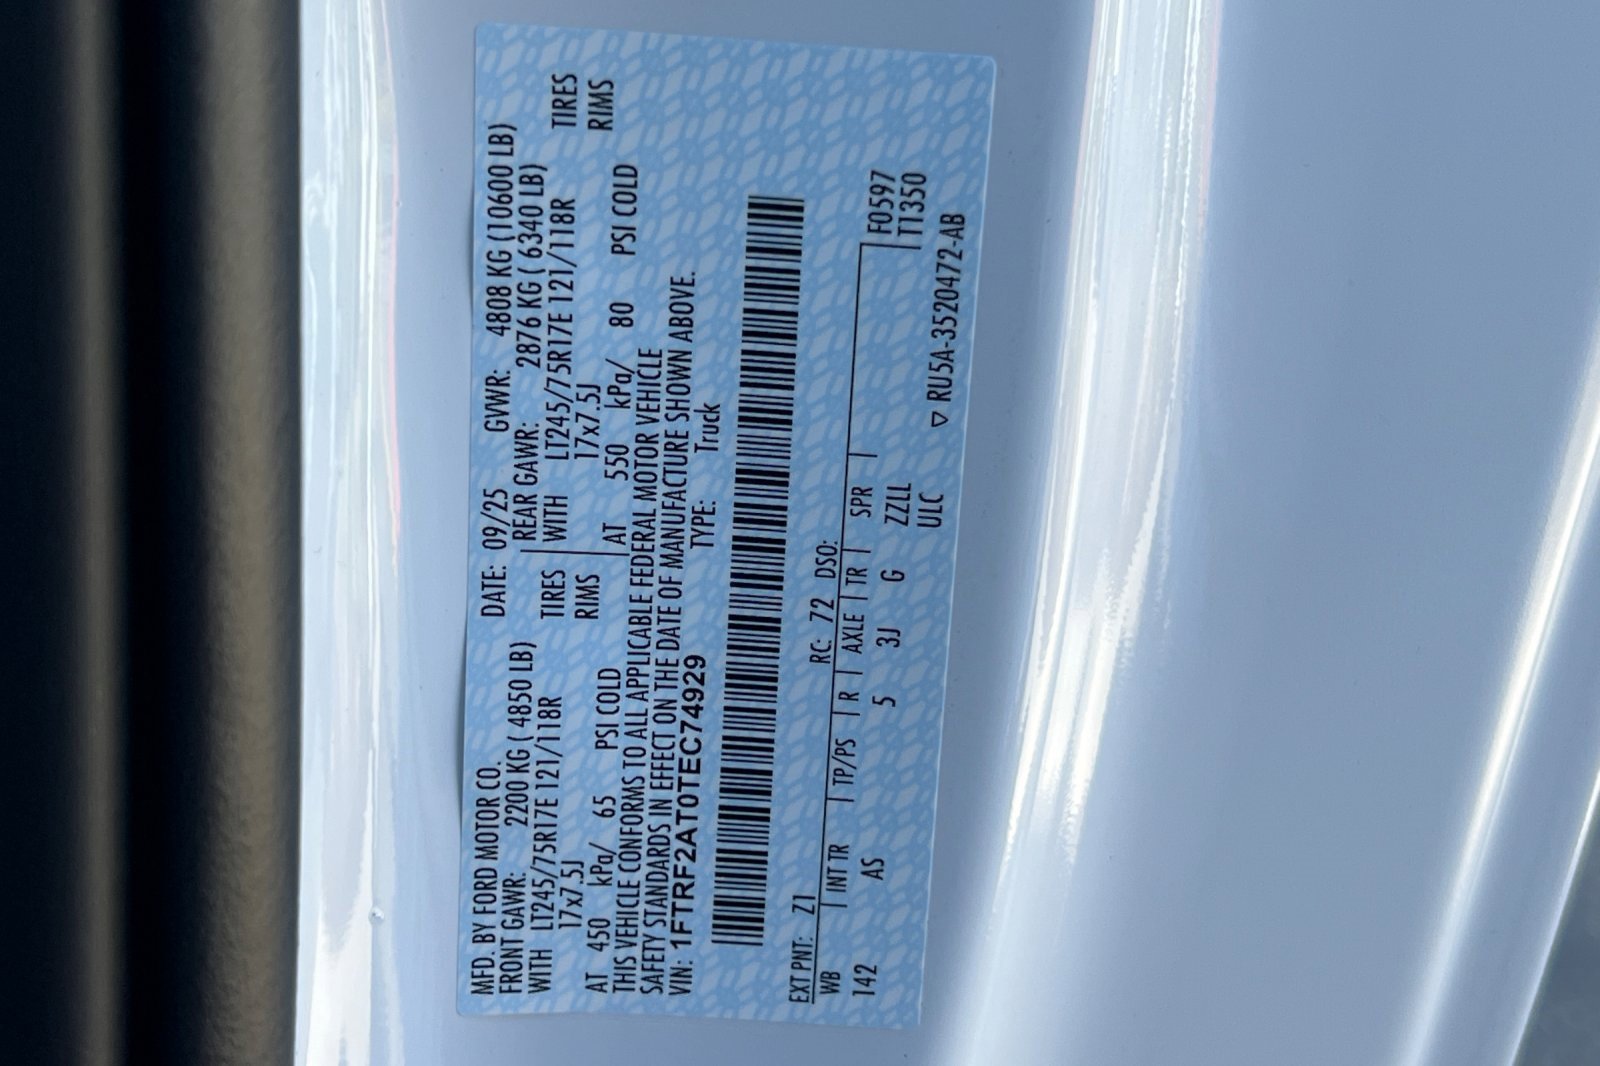 MFD. BY FORD MOTOR CO. DATE: 09/25 GVWR: 4808 KG (10600 LB)
FRONT GAWR: 2200 KG ( 4850 LB) REAR GAWR: 2876 KG ( 6340 LB)
WITH LT245/75R17E 121/118R TIRES WITH LT245/75R17E 121/118R TIRES
17x7.5J RIMS 17x7.5J RIMS
AT 450 kPa/ 65 PSI COLD AT 550 kPa/ 80 PSI COLD
THIS VEHICLE CONFORMS TO ALL APPLICABLE FEDERAL MOTOR VEHICLE
SAFETY STANDARDS IN EFFECT ON THE DATE OF MANUFACTURE SHOWN ABOVE.
VIN: 1FTRF2AT0TEC74929 TYPE: Truck
EXT PNT: Z1 RC: 72 DSO:
WB | INT TR | TP/PS | R | AXLE | TR | SPR | F0597
142 AS 5 3J G ZZLL T1350
ULC
▽ RU5A-3520472-AB